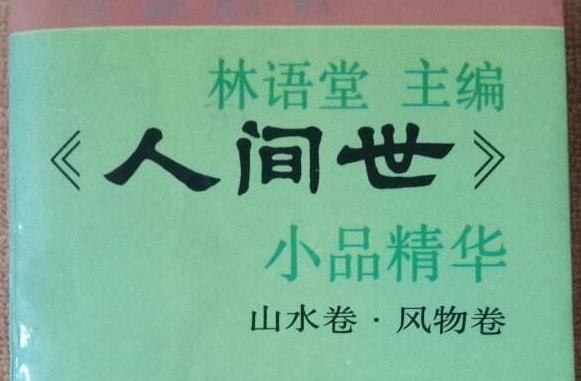 林语堂 主编
《人间世》
小品精华
山水卷·风物卷